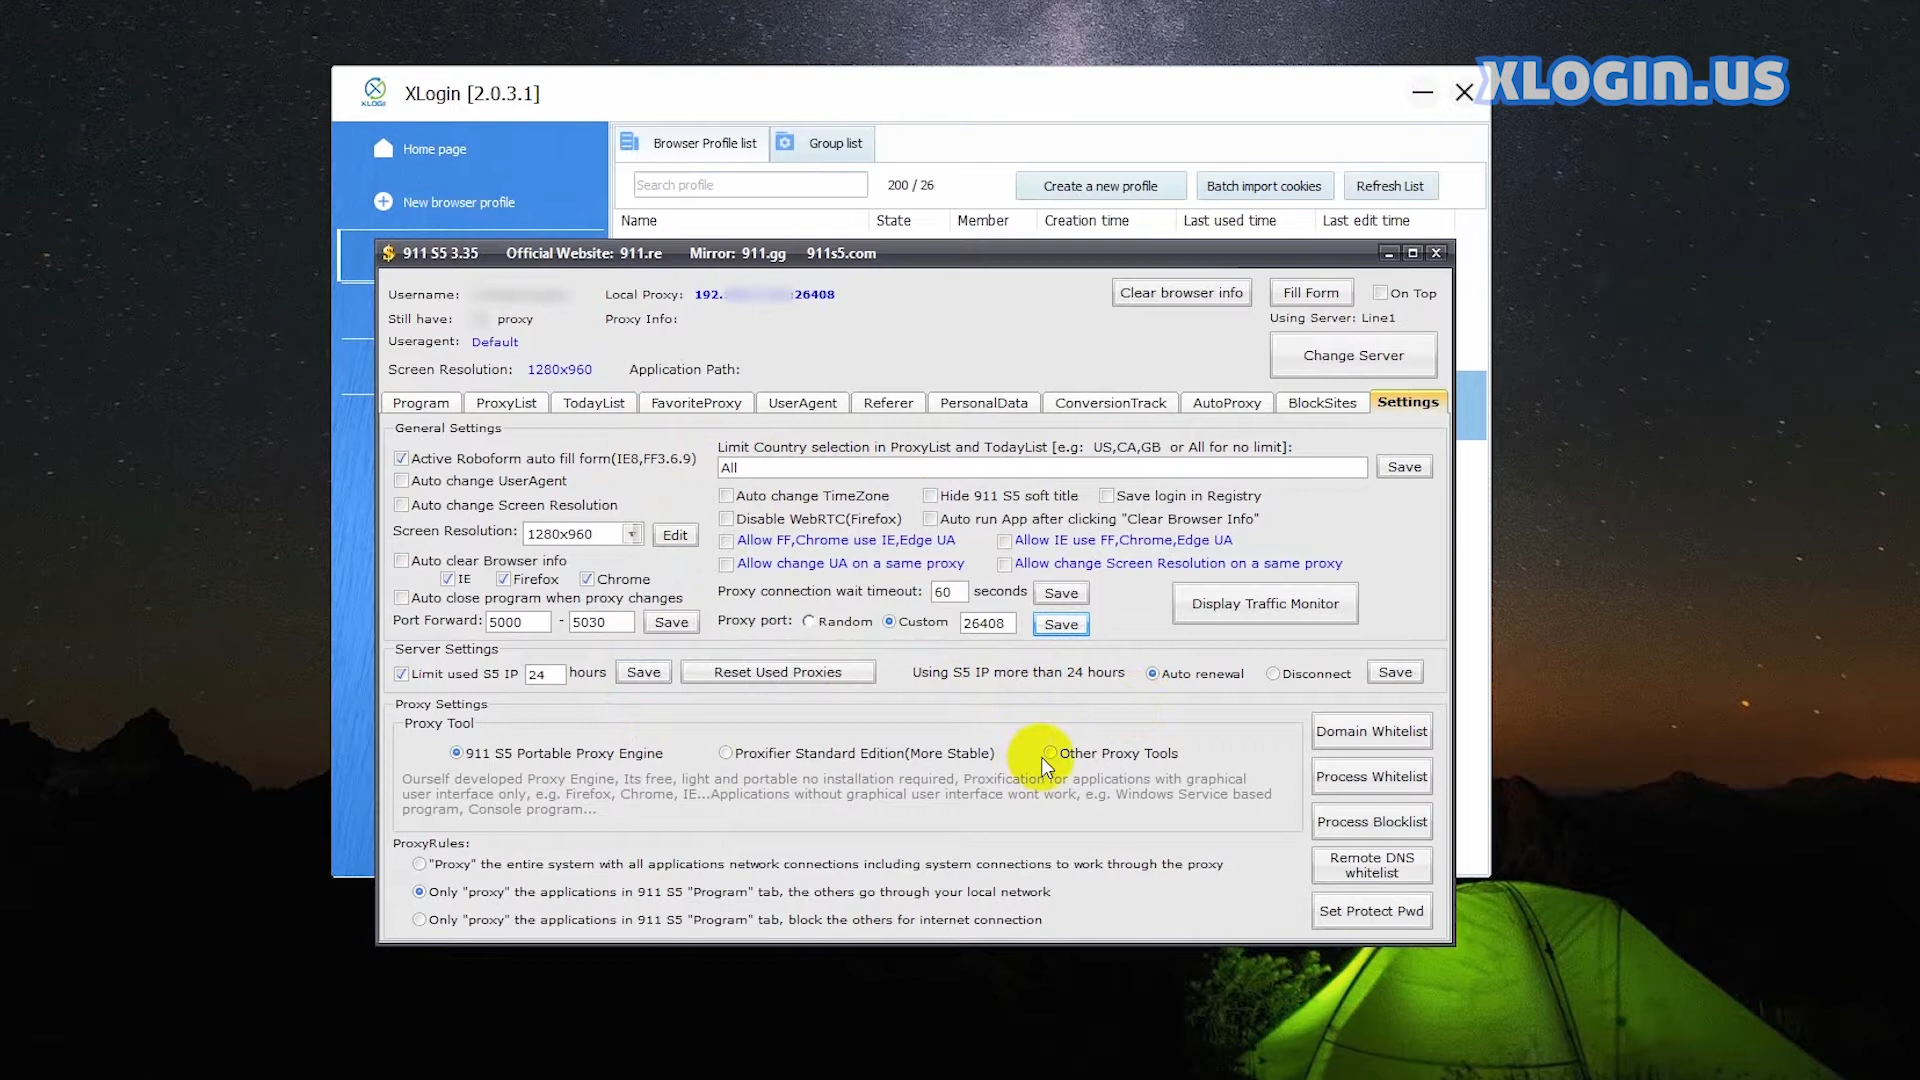 XLOGIN.US
XLogin [2.0.3.1]
XLOGIN
Home page
Browser Profile list
Group list
New browser profile
Search profile
200 / 26
Create a new profile
Batch import cookies
Refresh List
Name
State
Member
Creation time
Last used time
Last edit time
911 S5 3.35 Official Website: 911.re Mirror: 911.gg 911s5.com
Username:
Local Proxy: 192. :26408
Clear browser info
Fill Form
On Top
Still have: proxy
Proxy Info:
Using Server: Line1
Useragent: Default
Change Server
Screen Resolution: 1280x960
Application Path:
Program
ProxyList
TodayList
FavoriteProxy
UserAgent
Referer
PersonalData
ConversionTrack
AutoProxy
BlockSites
Settings
General Settings
Active Roboform auto fill form(IE8,FF3.6.9)
Auto change UserAgent
Auto change Screen Resolution
Screen Resolution: 1280x960 Edit
Auto clear Browser info
IE Firefox Chrome
Auto close program when proxy changes
Port Forward: 5000 - 5030 Save
Limit Country selection in ProxyList and TodayList [e.g: US,CA,GB or All for no limit]:
All Save
Auto change TimeZone Hide 911 S5 soft title Save login in Registry
Disable WebRTC(Firefox) Auto run App after clicking "Clear Browser Info"
Allow FF,Chrome use IE,Edge UA Allow IE use FF,Chrome,Edge UA
Allow change UA on a same proxy Allow change Screen Resolution on a same proxy
Proxy connection wait timeout: 60 seconds Save
Display Traffic Monitor
Proxy port: Random Custom 26408 Save
Server Settings
Limit used S5 IP 24 hours Save Reset Used Proxies Using S5 IP more than 24 hours Auto renewal Disconnect Save
Proxy Settings
Proxy Tool
911 S5 Portable Proxy Engine Proxifier Standard Edition(More Stable) Other Proxy Tools
Ourself developed Proxy Engine, Its free, light and portable no installation required, Proxification for applications with graphical
user interface only, e.g. Firefox, Chrome, IE...Applications without graphical user interface wont work, e.g. Windows Service based
program, Console program...
Domain Whitelist
Process Whitelist
Process Blocklist
Remote DNS
whitelist
Set Protect Pwd
ProxyRules:
"Proxy" the entire system with all applications network connections including system connections to work through the proxy
Only "proxy" the applications in 911 S5 "Program" tab, the others go through your local network
Only "proxy" the applications in 911 S5 "Program" tab, block the others for internet connection